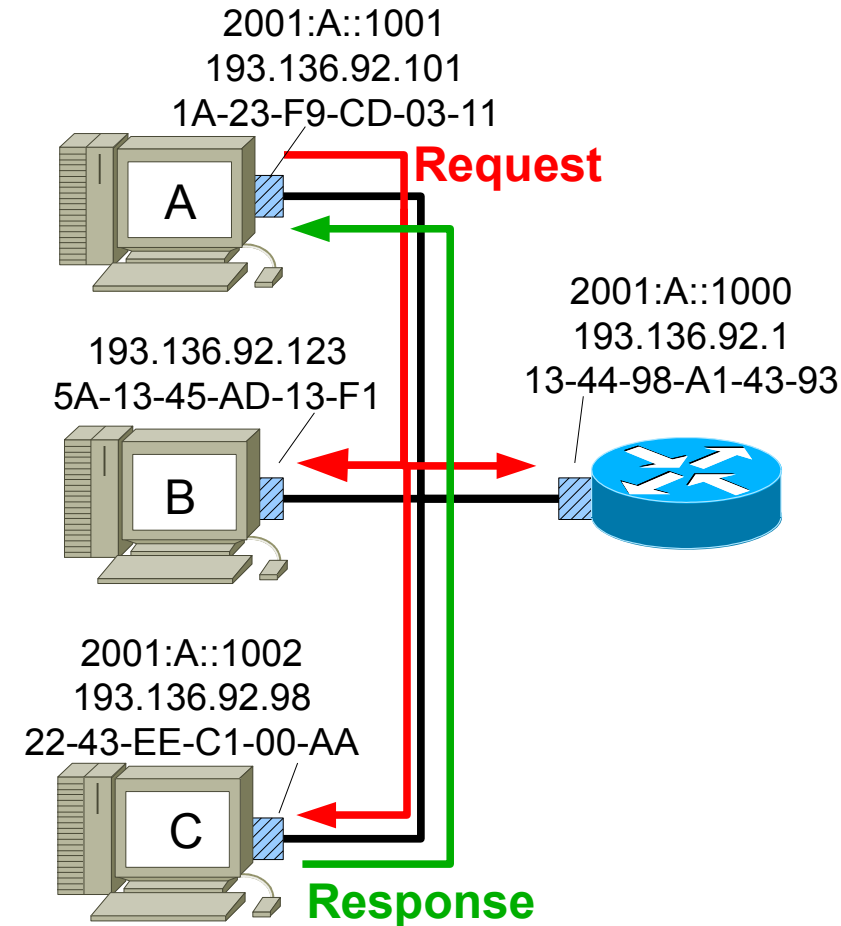 2001:A::1001
193.136.92.101
1A-23-F9-CD-03-11
Request
A
2001:A::1000
193.136.92.1
13-44-98-A1-43-93
193.136.92.123
5A-13-45-AD-13-F1
B
2001:A::1002
193.136.92.98
22-43-EE-C1-00-AA
C
Response